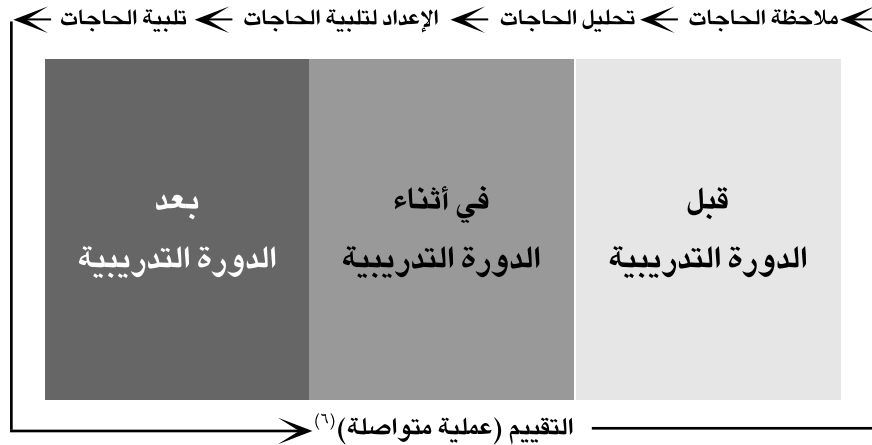 ملاحظة الحاجات تحليل الحاجات الإعداد لتلبية الحاجات تلبية الحاجات
قبل
الدورة التدريبية
في أثناء
الدورة التدريبية
بعد
الدورة التدريبية
التقييم (عملية متواصلة)(٦)